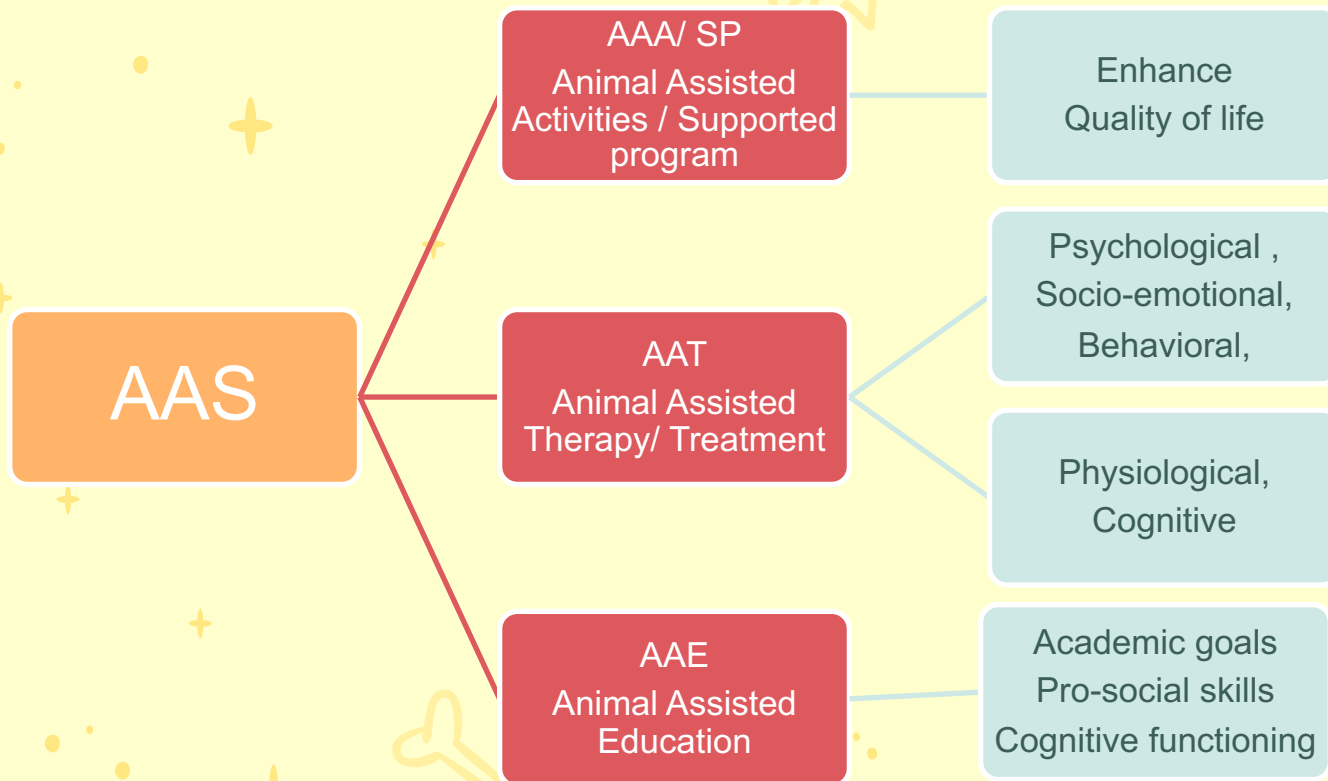 AAS
AAA/ SP
Animal Assisted
Activities / Supported
program
Enhance
Quality of life
AAT
Animal Assisted
Therapy/ Treatment
Psychological ,
Socio-emotional,
Behavioral,
Physiological,
Cognitive
AAE
Animal Assisted
Education
Academic goals
Pro-social skills
Cognitive functioning